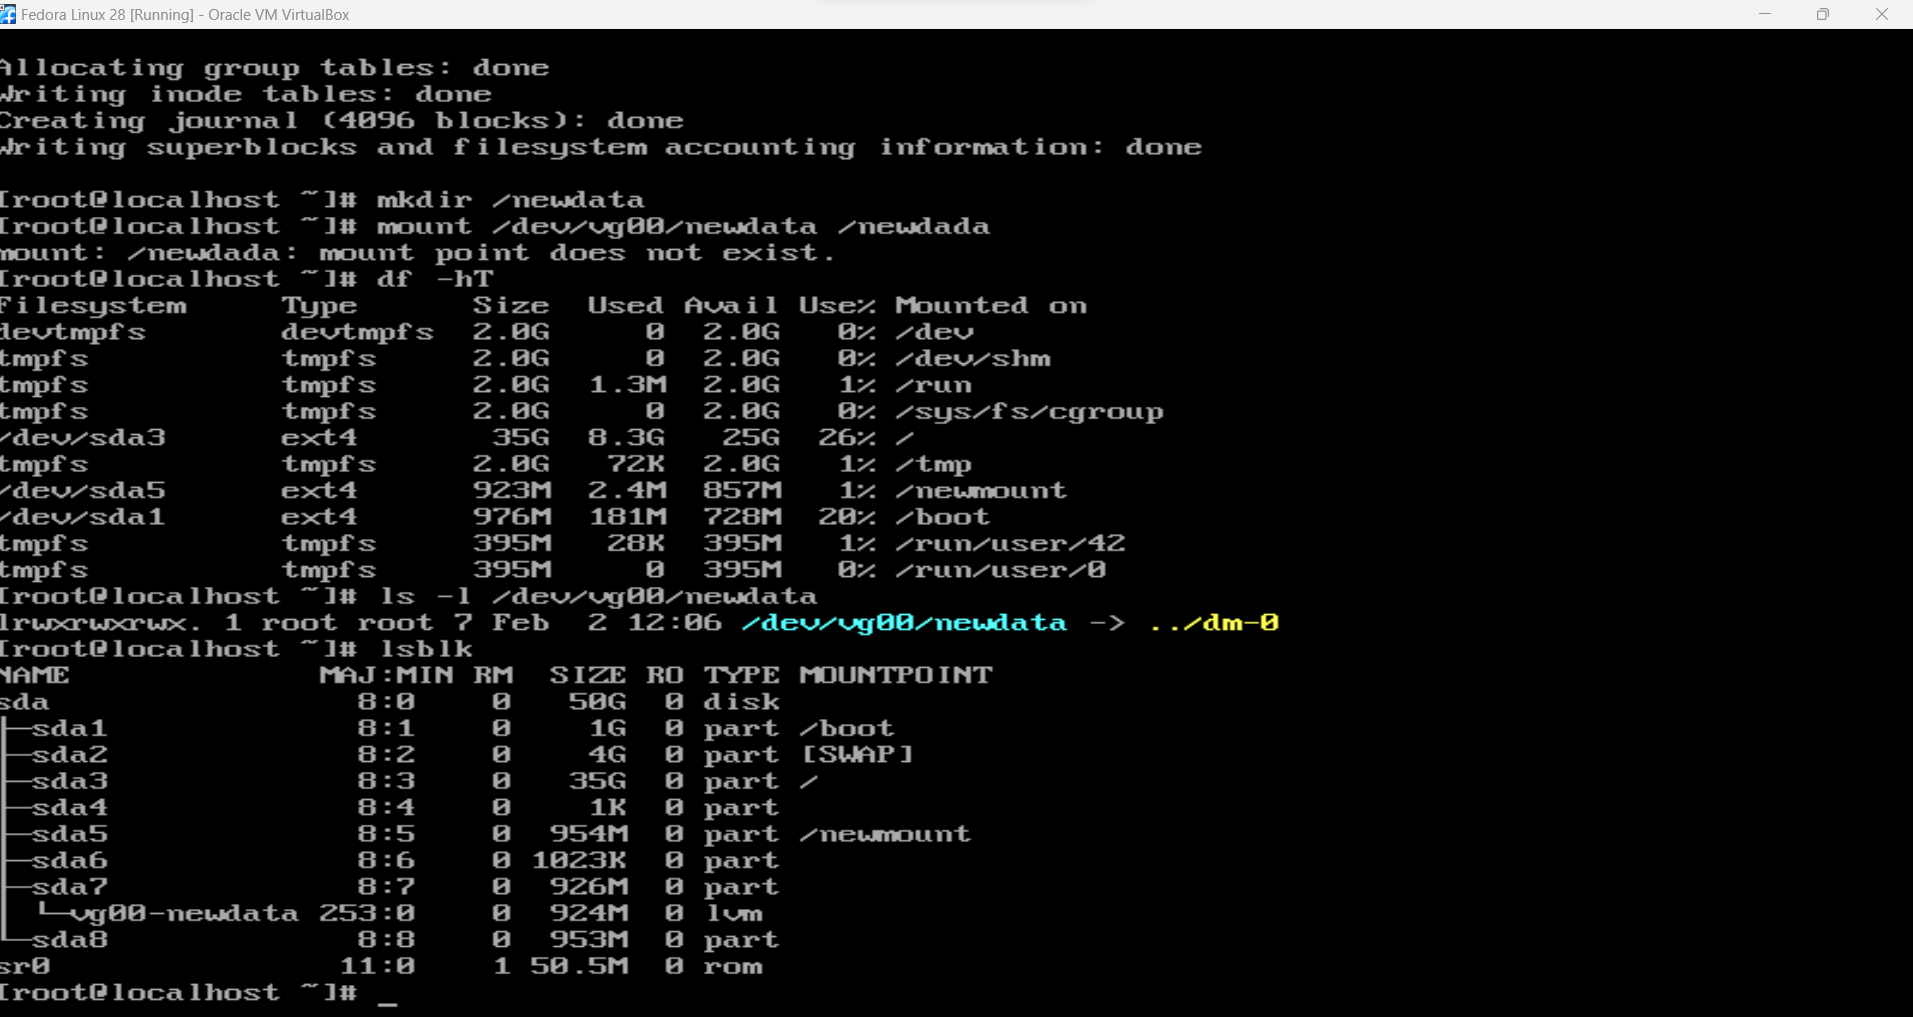 Fedora Linux 28 [Running] - Oracle VM VirtualBox
Allocating group tables: done
Writing inode tables: done
Creating journal (4096 blocks): done
Writing superblocks and filesystem accounting information: done
[root@localhost ~]# mkdir /newdata
[root@localhost ~]# mount /dev/vg00/newdata /newdada
mount: /newdada: mount point does not exist.
[root@localhost ~]# df -hT
Filesystem     Type      Size  Used Avail Use% Mounted on
devtmpfs       devtmpfs  2.0G     0  2.0G   0% /dev
tmpfs          tmpfs     2.0G     0  2.0G   0% /dev/shm
tmpfs          tmpfs     2.0G  1.3M  2.0G   1% /run
tmpfs          tmpfs     2.0G     0  2.0G   0% /sys/fs/cgroup
/dev/sda3      ext4       35G  8.3G   25G  26% /
tmpfs          tmpfs     2.0G   72K  2.0G   1% /tmp
/dev/sda5      ext4      923M  2.4M  857M   1% /newmount
/dev/sda1      ext4      976M  181M  728M  20% /boot
tmpfs          tmpfs     395M   28K  395M   1% /run/user/42
tmpfs          tmpfs     395M     0  395M   0% /run/user/0
[root@localhost ~]# ls -l /dev/vg00/newdata
lrwxrwxrwx. 1 root root 7 Feb  2 12:06 /dev/vg00/newdata -> ../dm-0
[root@localhost ~]# lsblk
NAME             MAJ:MIN RM  SIZE RO TYPE MOUNTPOINT
sda                8:0    0   50G  0 disk
├─sda1             8:1    0    1G  0 part /boot
├─sda2             8:2    0    4G  0 part [SWAP]
├─sda3             8:3    0   35G  0 part /
├─sda4             8:4    0    1K  0 part
├─sda5             8:5    0  954M  0 part /newmount
├─sda6             8:6    0 1023K  0 part
├─sda7             8:7    0  926M  0 part
│ └─vg00-newdata 253:0    0  924M  0 lvm
└─sda8             8:8    0  953M  0 part
sr0               11:0    1 50.5M  0 rom
[root@localhost ~]# _